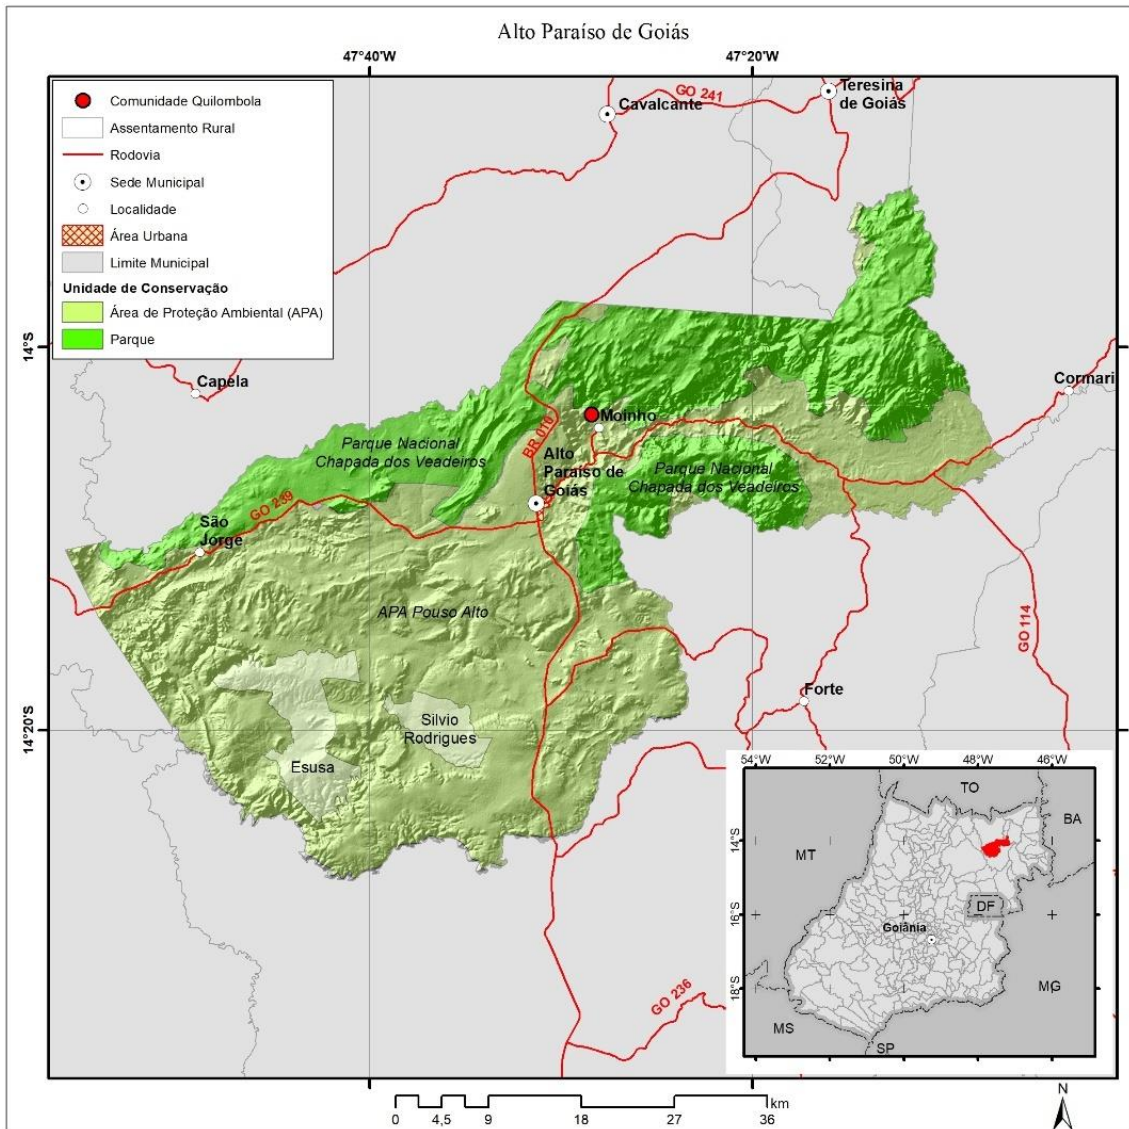 Alto Paraíso de Goiás
47°40'W
47°20'W
Comunidade Quilombola
Assentamento Rural
Rodovia
Sede Municipal
Localidade
Área Urbana
Limite Municipal
Unidade de Conservação
Área de Proteção Ambiental (APA)
Parque
GO 241
Teresina
de Goiás
Cavalcante
14°S
Capela
Cormari
Moinho
BR 010
Parque Nacional
Chapada dos Veadeiros
Alto
Paraíso de
Goiás
Parque Nacional
Chapada dos Veadeiros
GO 239
São
Jorge
APA Pouso Alto
GO 114
Forte
14°20'S
Silvio
Rodrigues
Esusa
GO 236
54°W
52°W
50°W
48°W
46°W
TO
BA
MT
14°S
DF
16°S
Goiânia
18°S
MG
MS
SP
N
km
0
4,5
9
18
27
36